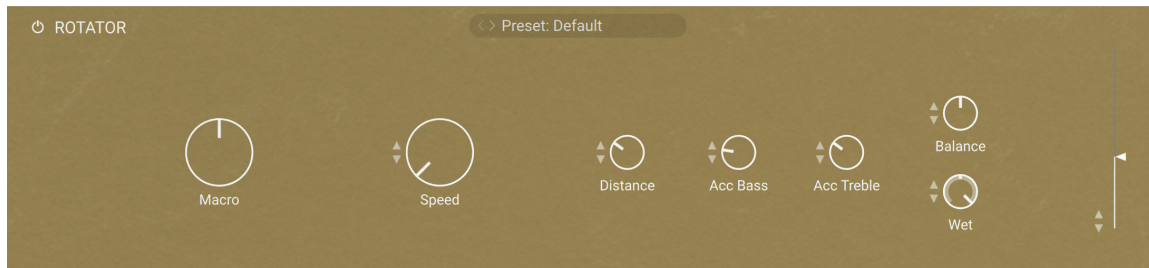 ROTATOR
Preset: Default
Macro
Speed
Distance
Acc Bass
Acc Treble
Balance
Wet